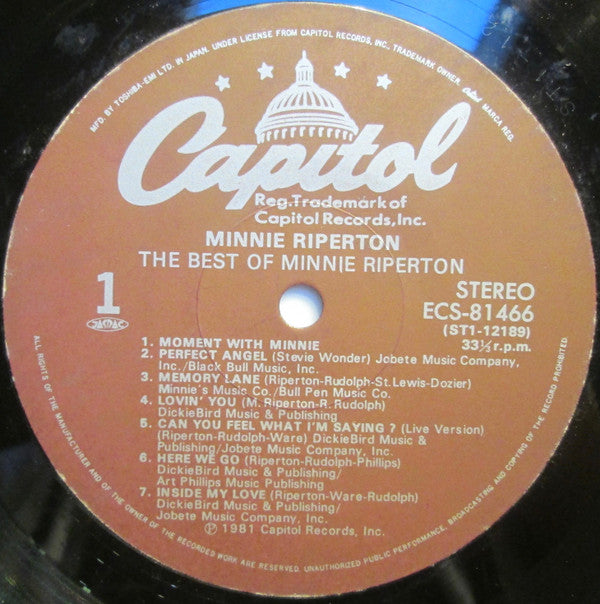 MFD. BY TOSHIBA-EMI LTD. IN JAPAN. UNDER LICENSE FROM CAPITOL RECORDS, INC., TRADEMARK OWNER. Capitol MARCA REG.
Capitol
Reg.Trademark of
Capitol Records,Inc.
MINNIE RIPERTON
THE BEST OF MINNIE RIPERTON
1
JASRAC
STEREO
ECS-81466
(ST1-12189)
33⅓ r.p.m.
1. MOMENT WITH MINNIE
2. PERFECT ANGEL (Stevie Wonder) Jobete Music Company,
Inc./Black Bull Music, Inc.
3. MEMORY LANE (Riperton-Rudolph-St.Lewis-Dozier)
Minnie's Music Co./Bull Pen Music Co.
4. LOVIN' YOU (M.Riperton-R.Rudolph)
DickieBird Music & Publishing
5. CAN YOU FEEL WHAT I'M SAYING ? (Live Version)
(Riperton-Rudolph-Ware) DickieBird Music &
Publishing/Jobete Music Company, Inc.
6. HERE WE GO (Riperton-Rudolph-Phillips)
DickieBird Music & Publishing/
Art Phillips Music Publishing
7. INSIDE MY LOVE (Riperton-Ware-Rudolph)
DickieBird Music & Publishing/
Jobete Music Company, Inc.
Ⓟ©1981 Capitol Records, Inc.
ALL RIGHTS OF THE MANUFACTURER AND OF THE OWNER OF THE RECORDED WORK ARE RESERVED. UNAUTHORIZED PUBLIC PERFORMANCE, BROADCASTING AND COPYING OF THE RECORD PROHIBITED.